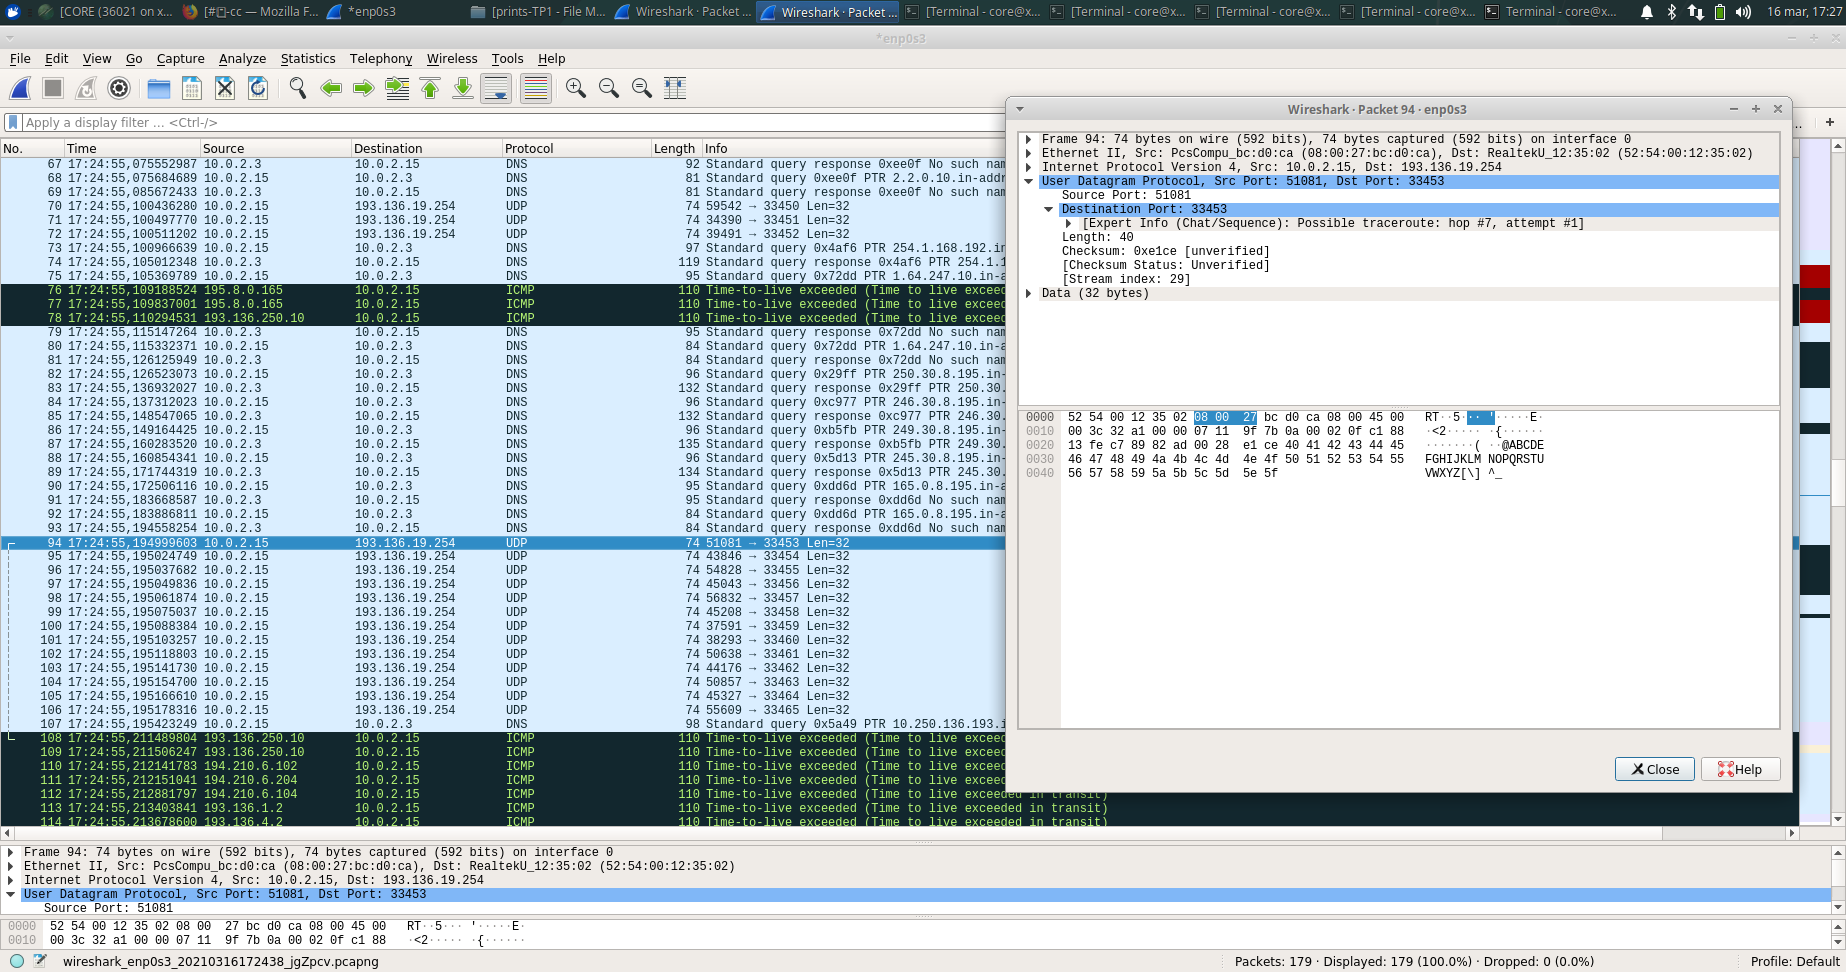 [CORE (36021 on x...
*enp0s3
[prints-TP1 - File M...
Wireshark · Packet ...
Wireshark · Packet ...
[Terminal - core@x...
[Terminal - core@x...
[Terminal - core@x...
[Terminal - core@x...
Terminal - core@x...
16 mar, 17:27
*enp0s3
File Edit View Go Capture Analyze Statistics Telephony Wireless Tools Help
Apply a display filter ... <Ctrl-/>
No. Time Source Destination Protocol Length Info
67 17:24:55,075552987 10.0.2.3 10.0.2.15 DNS 92 Standard query response 0xee0f No such nam
68 17:24:55,075684689 10.0.2.15 10.0.2.3 DNS 81 Standard query 0xee0f PTR 2.2.0.10.in-addr
69 17:24:55,085672433 10.0.2.3 10.0.2.15 DNS 81 Standard query response 0xee0f No such nam
70 17:24:55,100436280 10.0.2.15 193.136.19.254 UDP 74 59542 → 33450 Len=32
71 17:24:55,100497770 10.0.2.15 193.136.19.254 UDP 74 34390 → 33451 Len=32
72 17:24:55,100511202 10.0.2.15 193.136.19.254 UDP 74 39491 → 33452 Len=32
73 17:24:55,100966639 10.0.2.15 10.0.2.3 DNS 97 Standard query 0x4af6 PTR 254.1.168.192.in
74 17:24:55,105012348 10.0.2.3 10.0.2.15 DNS 119 Standard query response 0x4af6 PTR 254.1.1
75 17:24:55,105369789 10.0.2.15 10.0.2.3 DNS 95 Standard query 0x72dd PTR 1.64.247.10.in-a
76 17:24:55,109188524 195.8.0.165 10.0.2.15 ICMP 110 Time-to-live exceeded (Time to live exceed
77 17:24:55,109837001 195.8.0.165 10.0.2.15 ICMP 110 Time-to-live exceeded (Time to live exceed
78 17:24:55,110294531 193.136.250.10 10.0.2.15 ICMP 110 Time-to-live exceeded (Time to live exceed
79 17:24:55,115147264 10.0.2.3 10.0.2.15 DNS 95 Standard query response 0x72dd No such nam
80 17:24:55,115332371 10.0.2.15 10.0.2.3 DNS 84 Standard query 0x72dd PTR 1.64.247.10.in-a
81 17:24:55,126125949 10.0.2.3 10.0.2.15 DNS 84 Standard query response 0x72dd No such nam
82 17:24:55,126523073 10.0.2.15 10.0.2.3 DNS 96 Standard query 0x29ff PTR 250.30.8.195.in-
83 17:24:55,136932027 10.0.2.3 10.0.2.15 DNS 132 Standard query response 0x29ff PTR 250.30.
84 17:24:55,137312023 10.0.2.15 10.0.2.3 DNS 96 Standard query 0xc977 PTR 246.30.8.195.in-
85 17:24:55,148547065 10.0.2.3 10.0.2.15 DNS 132 Standard query response 0xc977 PTR 246.30.
86 17:24:55,149164425 10.0.2.15 10.0.2.3 DNS 96 Standard query 0xb5fb PTR 249.30.8.195.in-
87 17:24:55,160283520 10.0.2.3 10.0.2.15 DNS 135 Standard query response 0xb5fb PTR 249.30.
88 17:24:55,160854341 10.0.2.15 10.0.2.3 DNS 96 Standard query 0x5d13 PTR 245.30.8.195.in-
89 17:24:55,171744319 10.0.2.3 10.0.2.15 DNS 134 Standard query response 0x5d13 PTR 245.30.
90 17:24:55,172506116 10.0.2.15 10.0.2.3 DNS 95 Standard query 0xdd6d PTR 165.0.8.195.in-a
91 17:24:55,183668587 10.0.2.3 10.0.2.15 DNS 95 Standard query response 0xdd6d No such nam
92 17:24:55,183886811 10.0.2.15 10.0.2.3 DNS 84 Standard query 0xdd6d PTR 165.0.8.195.in-a
93 17:24:55,194558254 10.0.2.3 10.0.2.15 DNS 84 Standard query response 0xdd6d No such nam
94 17:24:55,194999603 10.0.2.15 193.136.19.254 UDP 74 51081 → 33453 Len=32
95 17:24:55,195024749 10.0.2.15 193.136.19.254 UDP 74 43846 → 33454 Len=32
96 17:24:55,195037682 10.0.2.15 193.136.19.254 UDP 74 54828 → 33455 Len=32
97 17:24:55,195049836 10.0.2.15 193.136.19.254 UDP 74 45043 → 33456 Len=32
98 17:24:55,195061874 10.0.2.15 193.136.19.254 UDP 74 56832 → 33457 Len=32
99 17:24:55,195075037 10.0.2.15 193.136.19.254 UDP 74 45208 → 33458 Len=32
100 17:24:55,195088384 10.0.2.15 193.136.19.254 UDP 74 37591 → 33459 Len=32
101 17:24:55,195103257 10.0.2.15 193.136.19.254 UDP 74 38293 → 33460 Len=32
102 17:24:55,195118803 10.0.2.15 193.136.19.254 UDP 74 50638 → 33461 Len=32
103 17:24:55,195141730 10.0.2.15 193.136.19.254 UDP 74 44176 → 33462 Len=32
104 17:24:55,195154700 10.0.2.15 193.136.19.254 UDP 74 50857 → 33463 Len=32
105 17:24:55,195166610 10.0.2.15 193.136.19.254 UDP 74 45327 → 33464 Len=32
106 17:24:55,195178316 10.0.2.15 193.136.19.254 UDP 74 55609 → 33465 Len=32
107 17:24:55,195423249 10.0.2.15 10.0.2.3 DNS 98 Standard query 0x5a49 PTR 10.250.136.193.i
108 17:24:55,211489804 193.136.250.10 10.0.2.15 ICMP 110 Time-to-live exceeded (Time to live exceed
109 17:24:55,211506247 193.136.250.10 10.0.2.15 ICMP 110 Time-to-live exceeded (Time to live exceed
110 17:24:55,212141783 194.210.6.102 10.0.2.15 ICMP 110 Time-to-live exceeded (Time to live exceed
111 17:24:55,212151041 194.210.6.204 10.0.2.15 ICMP 110 Time-to-live exceeded (Time to live exceed
112 17:24:55,212881797 194.210.6.104 10.0.2.15 ICMP 110 Time-to-live exceeded (Time to live exceeded in transit)
113 17:24:55,213403841 193.136.1.2 10.0.2.15 ICMP 110 Time-to-live exceeded (Time to live exceeded in transit)
114 17:24:55,213678600 193.136.4.2 10.0.2.15 ICMP 110 Time-to-live exceeded (Time to live exceeded in transit)
Wireshark · Packet 94 · enp0s3
Frame 94: 74 bytes on wire (592 bits), 74 bytes captured (592 bits) on interface 0
Ethernet II, Src: PcsCompu_bc:d0:ca (08:00:27:bc:d0:ca), Dst: RealtekU_12:35:02 (52:54:00:12:35:02)
Internet Protocol Version 4, Src: 10.0.2.15, Dst: 193.136.19.254
User Datagram Protocol, Src Port: 51081, Dst Port: 33453
Source Port: 51081
Destination Port: 33453
[Expert Info (Chat/Sequence): Possible traceroute: hop #7, attempt #1]
Length: 40
Checksum: 0xe1ce [unverified]
[Checksum Status: Unverified]
[Stream index: 29]
Data (32 bytes)
0000 52 54 00 12 35 02 08 00 27 bc d0 ca 08 00 45 00 RT··5··· '·····E·
0010 00 3c 32 a1 00 00 07 11 9f 7b 0a 00 02 0f c1 88 ·<2····· ·{······
0020 13 fe c7 89 82 ad 00 28 e1 ce 40 41 42 43 44 45 ·······( ··@ABCDE
0030 46 47 48 49 4a 4b 4c 4d 4e 4f 50 51 52 53 54 55 FGHIJKLM NOPQRSTU
0040 56 57 58 59 5a 5b 5c 5d 5e 5f VWXYZ[\] ^_
Close
Help
Frame 94: 74 bytes on wire (592 bits), 74 bytes captured (592 bits) on interface 0
Ethernet II, Src: PcsCompu_bc:d0:ca (08:00:27:bc:d0:ca), Dst: RealtekU_12:35:02 (52:54:00:12:35:02)
Internet Protocol Version 4, Src: 10.0.2.15, Dst: 193.136.19.254
User Datagram Protocol, Src Port: 51081, Dst Port: 33453
Source Port: 51081
0000 52 54 00 12 35 02 08 00 27 bc d0 ca 08 00 45 00 RT··5··· '·····E·
0010 00 3c 32 a1 00 00 07 11 9f 7b 0a 00 02 0f c1 88 ·<2····· ·{······
wireshark_enp0s3_20210316172438_jgZpcv.pcapng
Packets: 179 · Displayed: 179 (100.0%) · Dropped: 0 (0.0%)
Profile: Default